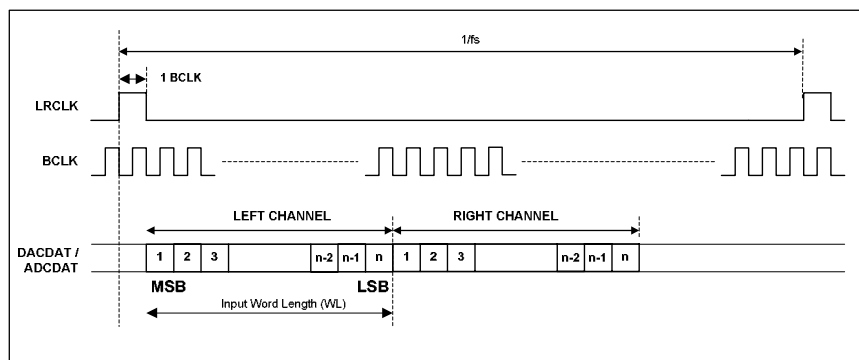 1/fs
1 BCLK
LRCLK
BCLK
LEFT CHANNEL RIGHT CHANNEL
DACDAT /
ADCDAT
1 2 3 n-2 n-1 n 1 2 3 n-2 n-1 n
MSB LSB
Input Word Length (WL)